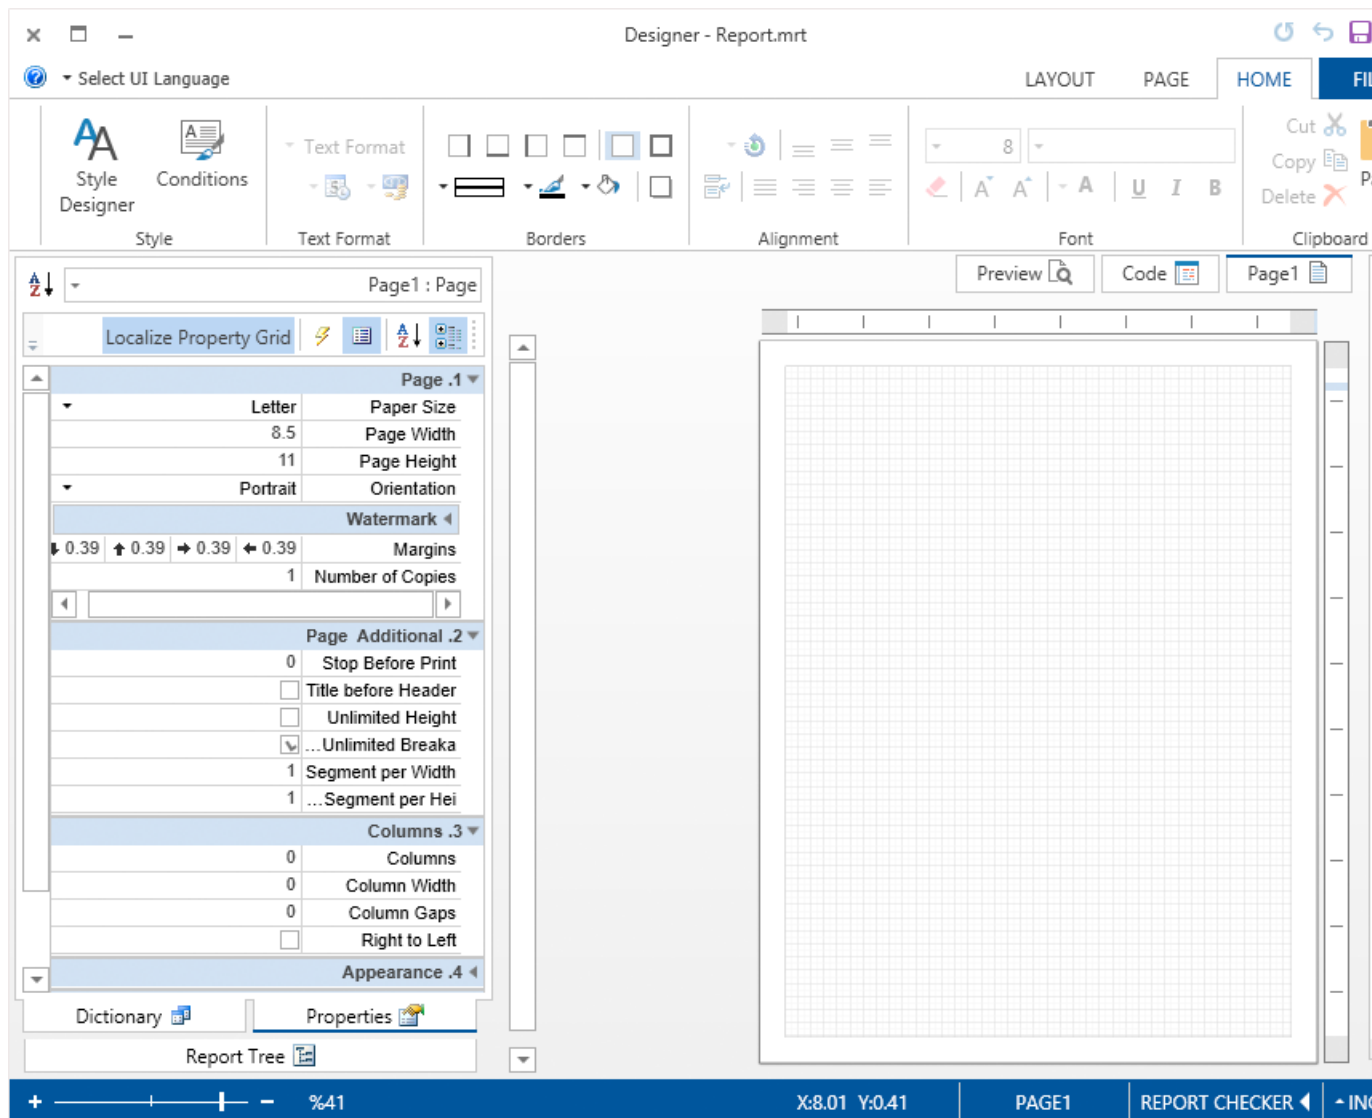 Designer - Report.mrt
Select UI Language
LAYOUT PAGE HOME
Style Designer
Conditions
Text Format
8
A A A U I B
Cut
Copy
Delete
Style
Text Format
Borders
Alignment
Font
Clipboard
Page1 : Page
Preview
Code
Page1
Localize Property Grid
Page .1
Letter Paper Size
8.5 Page Width
11 Page Height
Portrait Orientation
Watermark
0.39 0.39 0.39 0.39 Margins
1 Number of Copies
Page Additional .2
0 Stop Before Print
Title before Header
Unlimited Height
...Unlimited Breaka
1 Segment per Width
1 ...Segment per Hei
Columns .3
0 Columns
0 Column Width
0 Column Gaps
Right to Left
Appearance .4
Dictionary
Properties
Report Tree
%41
X:8.01 Y:0.41
PAGE1
REPORT CHECKER